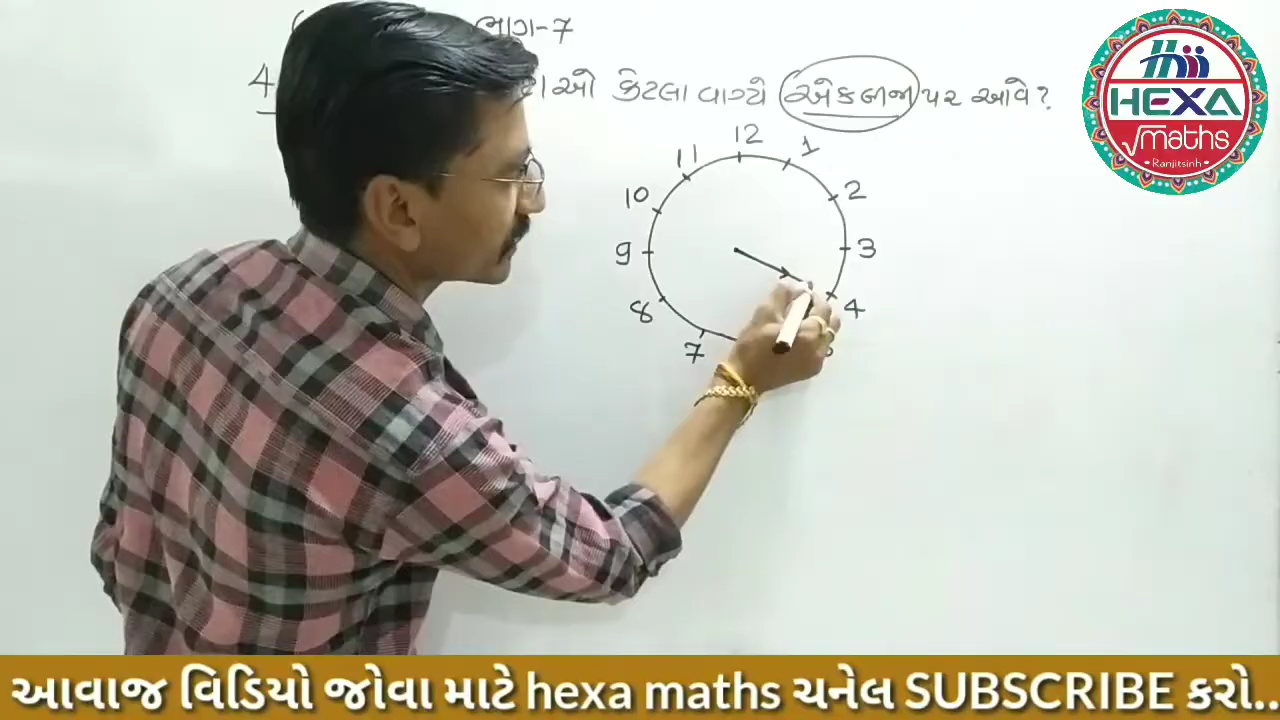 ભાગ-7
4 ઓ કેટલા વાગ્યે એકબીજા પર આવે?
12
11 1
10 2
9 3
8 4
7
HEXA
√maths
Ranjitsinh
આવાજ વિડિયો જોવા માટે hexa maths ચનેલ SUBSCRIBE કરો..